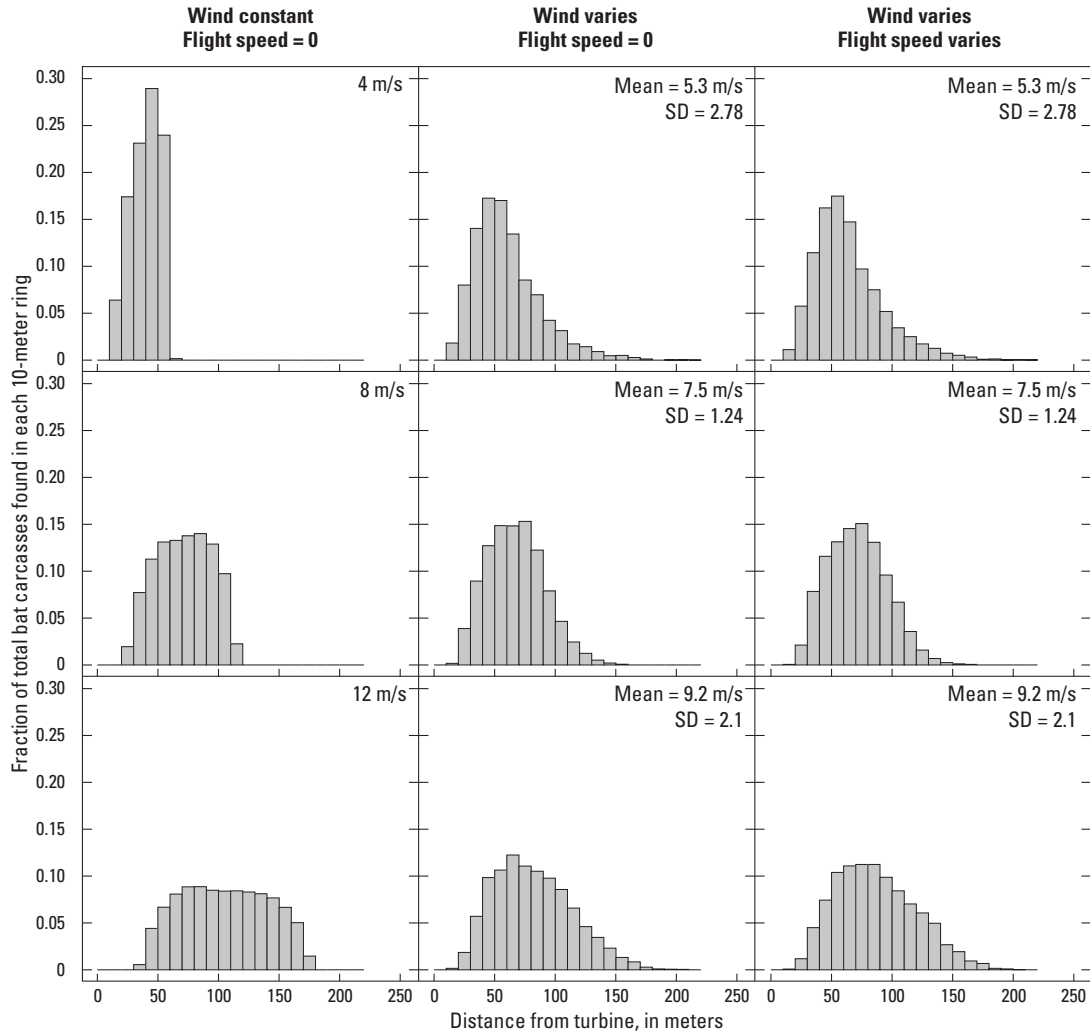 Wind constant
Flight speed = 0
Wind varies
Flight speed = 0
Wind varies
Flight speed varies
Fraction of total bat carcasses found in each 10-meter ring
0.30
0.25
0.20
0.15
0.10
0.05
0
4 m/s
Mean = 5.3 m/s
SD = 2.78
Mean = 5.3 m/s
SD = 2.78
0.30
0.25
0.20
0.15
0.10
0.05
0
8 m/s
Mean = 7.5 m/s
SD = 1.24
Mean = 7.5 m/s
SD = 1.24
0.30
0.25
0.20
0.15
0.10
0.05
0
12 m/s
Mean = 9.2 m/s
SD = 2.1
Mean = 9.2 m/s
SD = 2.1
0 50 100 150 200 250
0 50 100 150 200 250
0 50 100 150 200 250
Distance from turbine, in meters